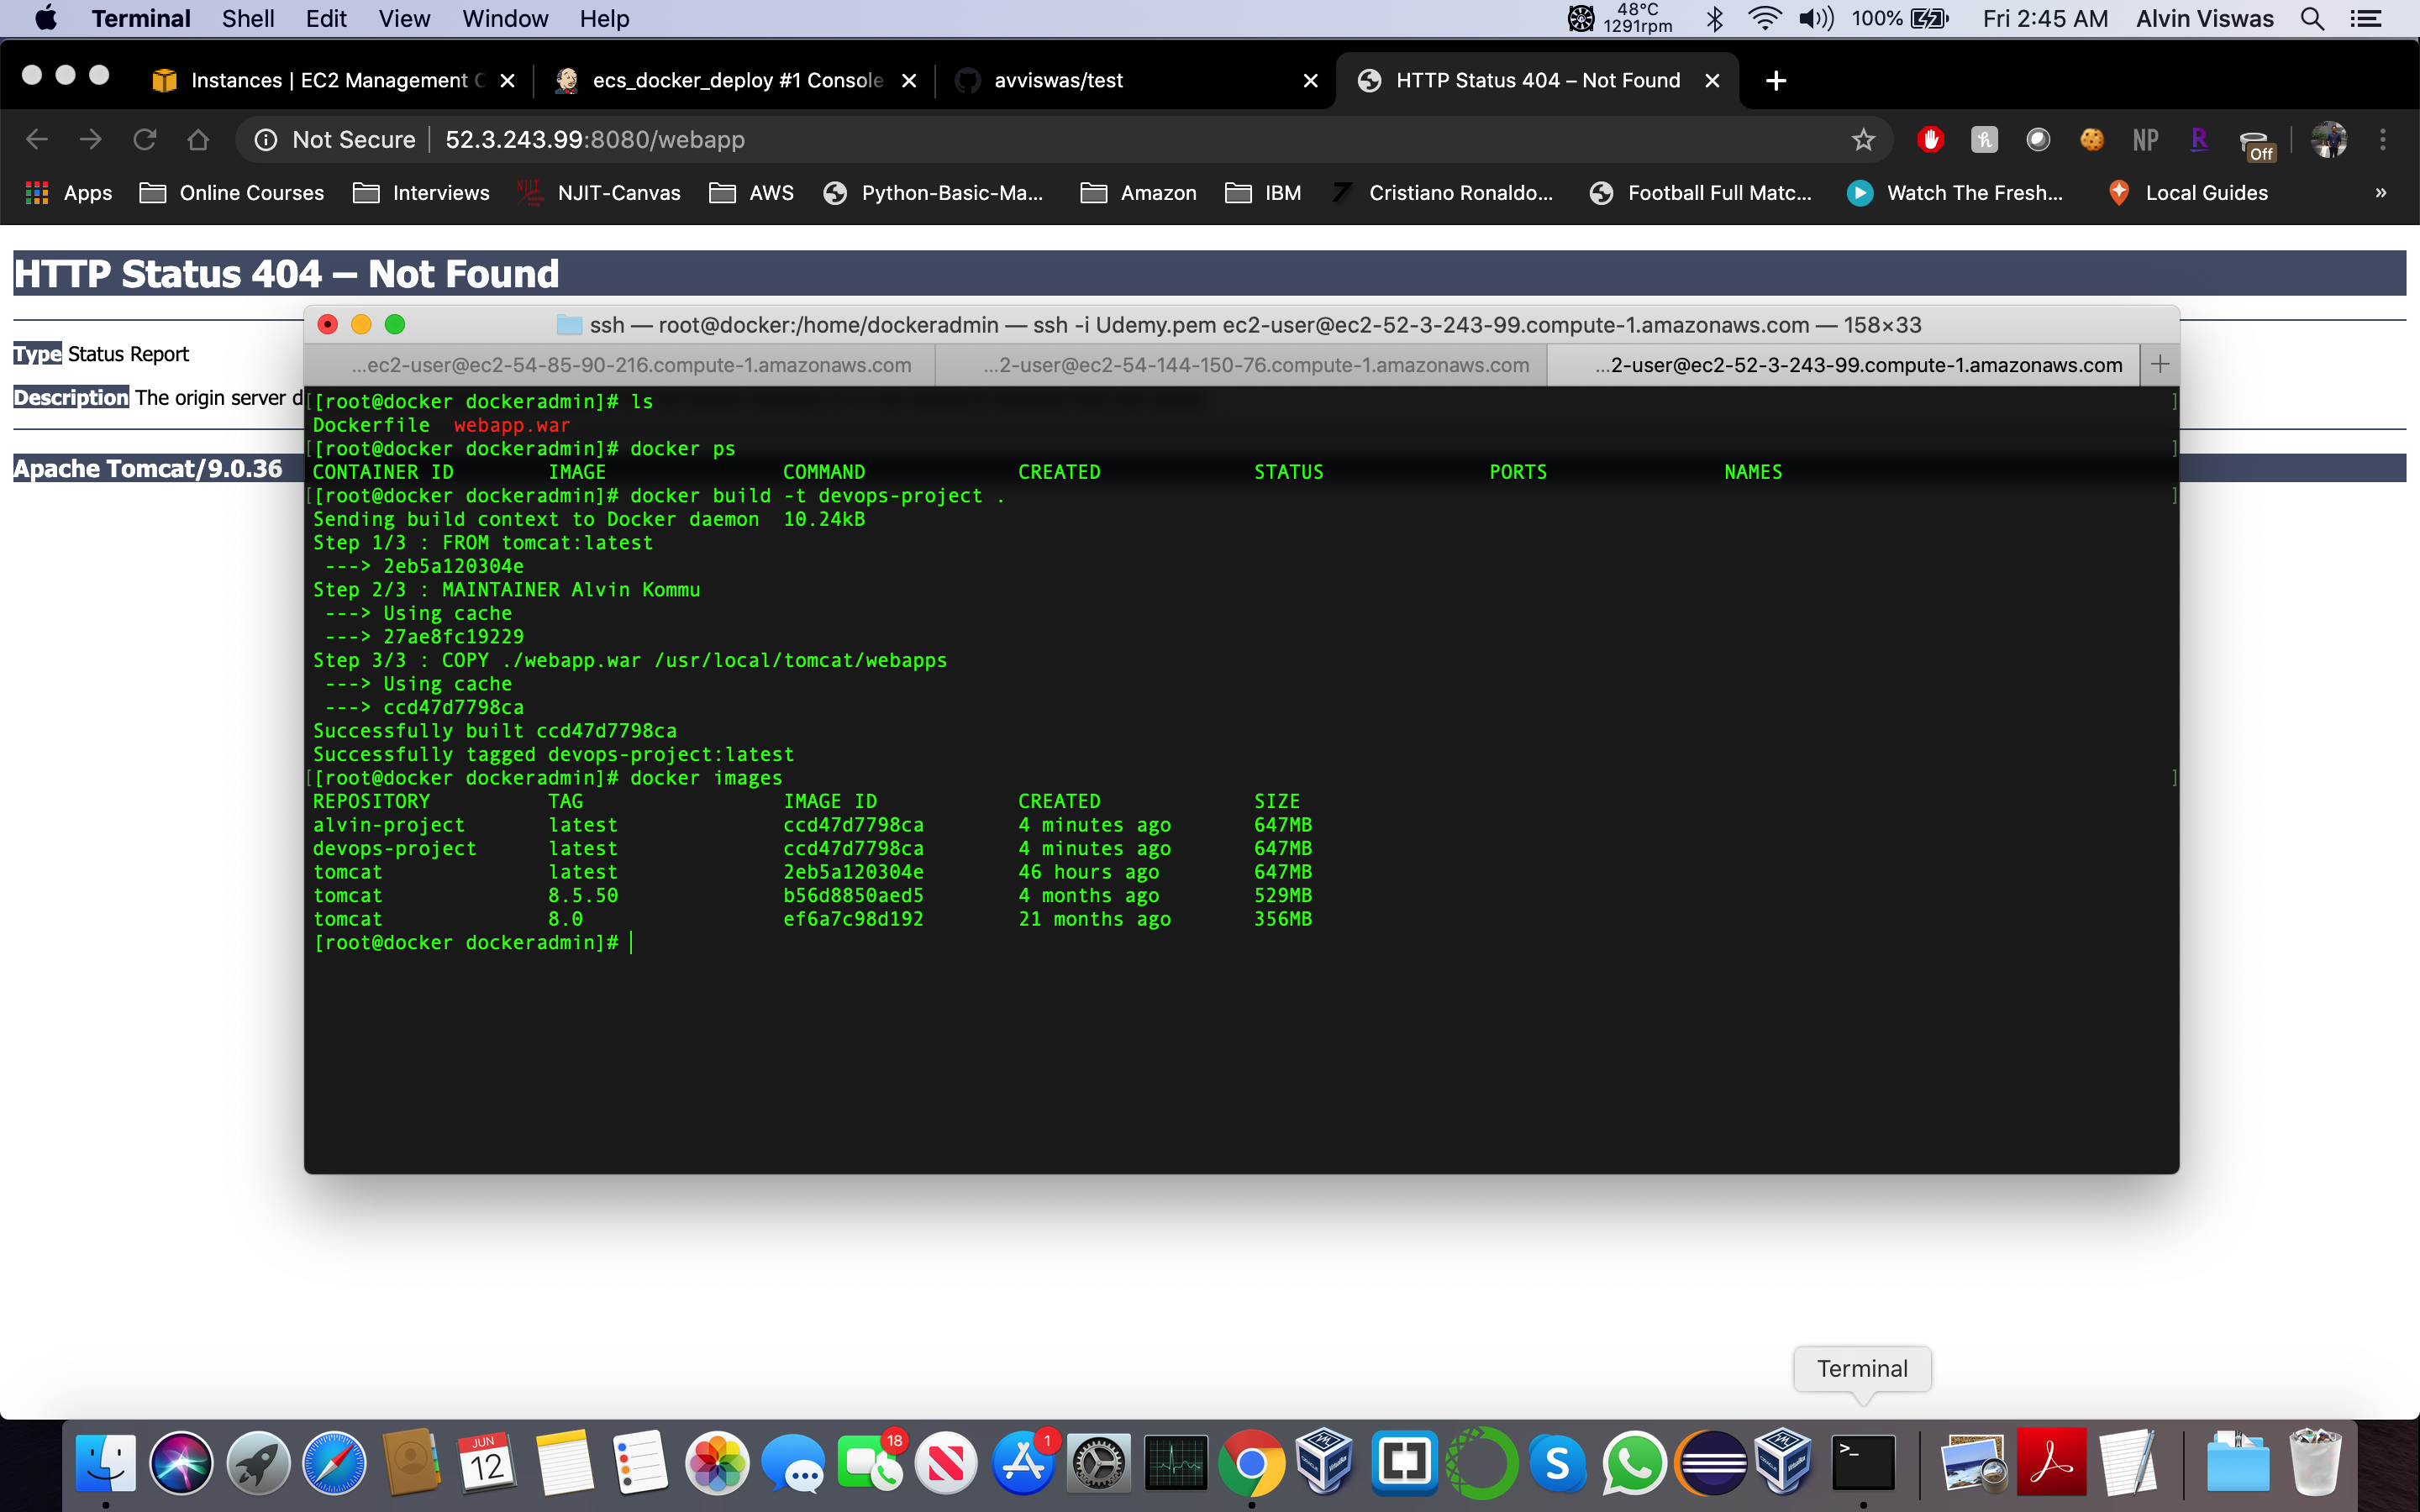 Terminal Shell Edit View Window Help 48°C 1291rpm 100% Fri 2:45 AM Alvin Viswas
Instances | EC2 Management C ecs_docker_deploy #1 Console avviswas/test HTTP Status 404 – Not Found
Not Secure 52.3.243.99:8080/webapp NP R Off
Apps Online Courses Interviews NJIT-Canvas AWS Python-Basic-Ma... Amazon IBM Cristiano Ronaldo... Football Full Matc... Watch The Fresh... Local Guides »
HTTP Status 404 – Not Found
Type Status Report
Description The origin server d
Apache Tomcat/9.0.36
ssh — root@docker:/home/dockeradmin — ssh -i Udemy.pem ec2-user@ec2-52-3-243-99.compute-1.amazonaws.com — 158×33
...ec2-user@ec2-54-85-90-216.compute-1.amazonaws.com ...2-user@ec2-54-144-150-76.compute-1.amazonaws.com ...2-user@ec2-52-3-243-99.compute-1.amazonaws.com
[[root@docker dockeradmin]# ls ]
Dockerfile webapp.war
[[root@docker dockeradmin]# docker ps ]
CONTAINER ID IMAGE COMMAND CREATED STATUS PORTS NAMES
[[root@docker dockeradmin]# docker build -t devops-project . ]
Sending build context to Docker daemon 10.24kB
Step 1/3 : FROM tomcat:latest
---> 2eb5a120304e
Step 2/3 : MAINTAINER Alvin Kommu
---> Using cache
---> 27ae8fc19229
Step 3/3 : COPY ./webapp.war /usr/local/tomcat/webapps
---> Using cache
---> ccd47d7798ca
Successfully built ccd47d7798ca
Successfully tagged devops-project:latest
[[root@docker dockeradmin]# docker images ]
REPOSITORY TAG IMAGE ID CREATED SIZE
alvin-project latest ccd47d7798ca 4 minutes ago 647MB
devops-project latest ccd47d7798ca 4 minutes ago 647MB
tomcat latest 2eb5a120304e 46 hours ago 647MB
tomcat 8.5.50 b56d8850aed5 4 months ago 529MB
tomcat 8.0 ef6a7c98d192 21 months ago 356MB
[root@docker dockeradmin]#
Terminal
JUN
12
18
1
S
>_